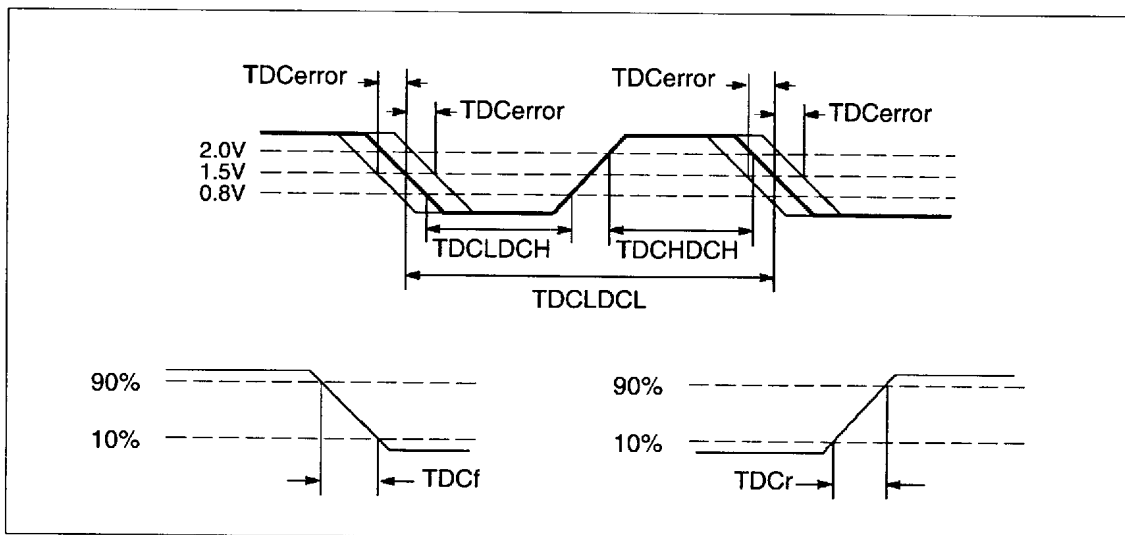 TDCerror TDCerror
TDCerror TDCerror
2.0V
1.5V
0.8V
TDCLDCH TDCHDCH
TDCLDCL
90% 90%
10% 10%
TDCf TDCr